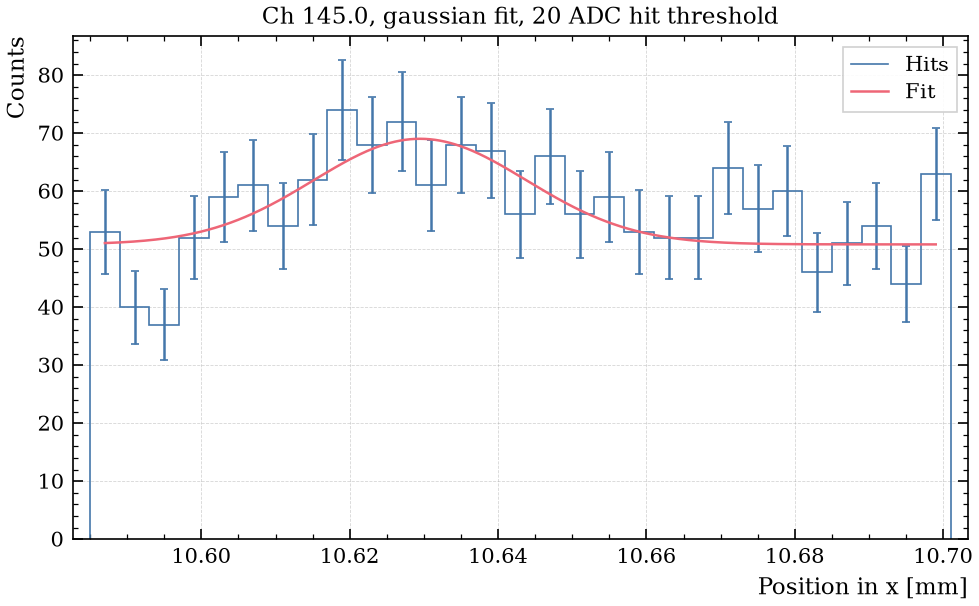 Ch 145.0, gaussian fit, 20 ADC hit threshold
Counts
80
70
60
50
40
30
20
10
0
Hits
Fit
10.60 10.62 10.64 10.66 10.68 10.70
Position in x [mm]